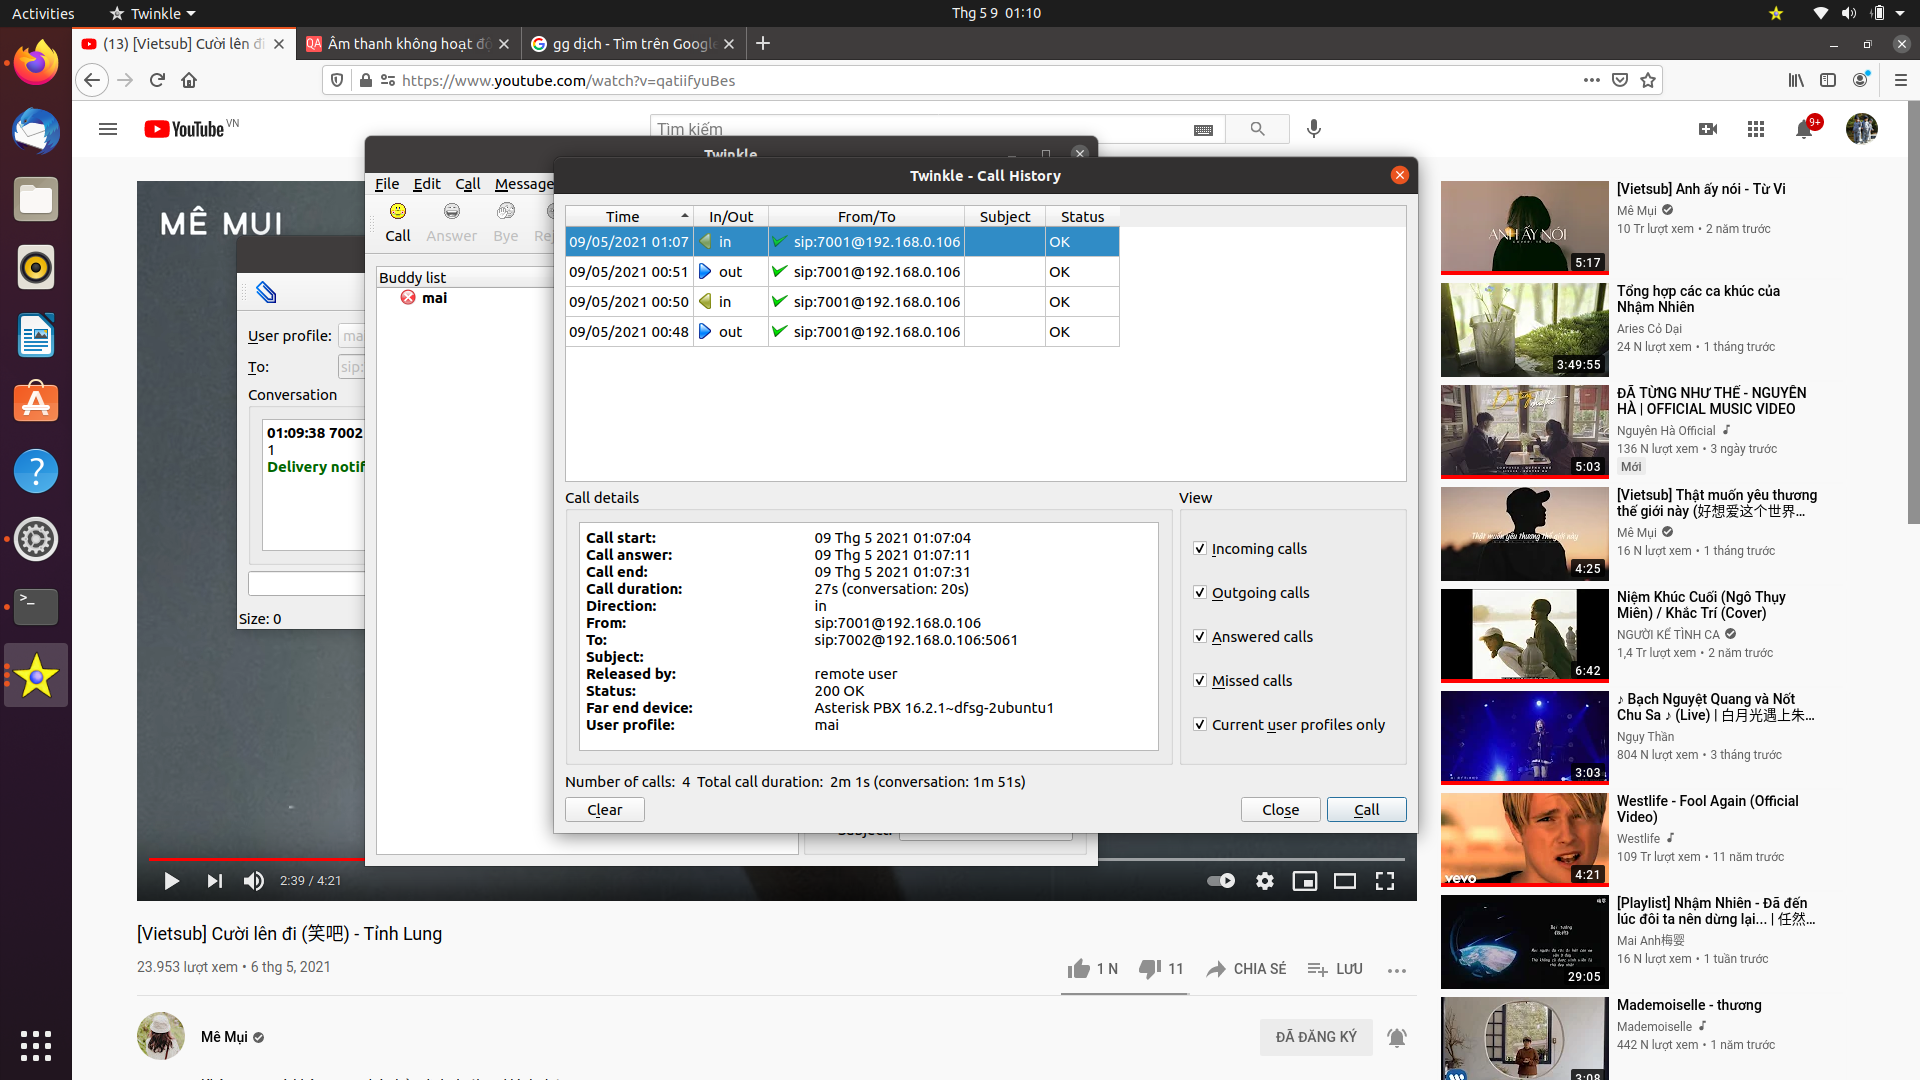 Activities
Twinkle
Thg 5 9 01:10
(13) [Vietsub] Cười lên đi
Âm thanh không hoạt độ
gg dịch - Tìm trên Google
https://www.youtube.com/watch?v=qatiifyuBes
YouTube VN
Tìm kiếm
9+
MÊ MUI
User profile: ma
To: sip:
Conversation
01:09:38 7002
1
Delivery notif
Size: 0
Twinkle
File Edit Call Message
Call Answer Bye Rej
Buddy list
mai
Twinkle - Call History
Time In/Out From/To Subject Status
09/05/2021 01:07 in sip:7001@192.168.0.106 OK
09/05/2021 00:51 out sip:7001@192.168.0.106 OK
09/05/2021 00:50 in sip:7001@192.168.0.106 OK
09/05/2021 00:48 out sip:7001@192.168.0.106 OK
Call details
Call start: 09 Thg 5 2021 01:07:04
Call answer: 09 Thg 5 2021 01:07:11
Call end: 09 Thg 5 2021 01:07:31
Call duration: 27s (conversation: 20s)
Direction: in
From: sip:7001@192.168.0.106
To: sip:7002@192.168.0.106:5061
Subject:
Released by: remote user
Status: 200 OK
Far end device: Asterisk PBX 16.2.1~dfsg-2ubuntu1
User profile: mai
View
Incoming calls
Outgoing calls
Answered calls
Missed calls
Current user profiles only
Number of calls: 4 Total call duration: 2m 1s (conversation: 1m 51s)
Clear
Close
Call
2:39 / 4:21
[Vietsub] Cười lên đi (笑吧) - Tỉnh Lung
23.953 lượt xem • 6 thg 5, 2021
1 N
11
CHIA SẺ
LƯU
Mê Mụi
ĐÃ ĐĂNG KÝ
ANH ẤY NÓI
5:17
[Vietsub] Anh ấy nói - Từ Vi
Mê Mụi
10 Tr lượt xem • 2 năm trước
3:49:55
Tổng hợp các ca khúc của
Nhậm Nhiên
Aries Cỏ Dại
24 N lượt xem • 1 tháng trước
5:03
ĐÃ TỪNG NHƯ THẾ - NGUYÊN
HÀ | OFFICIAL MUSIC VIDEO
Nguyên Hà Official
136 N lượt xem • 3 ngày trước
Mới
Thật muốn yêu thương thế giới này
4:25
[Vietsub] Thật muốn yêu thương
thế giới này (好想爱这个世界...
Mê Mụi
16 N lượt xem • 1 tháng trước
6:42
Niệm Khúc Cuối (Ngô Thụy
Miên) / Khắc Trí (Cover)
NGƯỜI KỂ TÌNH CA
1,4 Tr lượt xem • 2 năm trước
3:03
♪ Bạch Nguyệt Quang và Nốt
Chu Sa ♪ (Live) | 白月光遇上朱...
Ngụy Thần
804 N lượt xem • 3 tháng trước
vevo
4:21
Westlife - Fool Again (Official
Video)
Westlife
109 Tr lượt xem • 11 năm trước
29:05
[Playlist] Nhậm Nhiên - Đã đến
lúc đôi ta nên dừng lại... | 任然...
Mai Anh梅婴
16 N lượt xem • 1 tuần trước
3:08
Mademoiselle - thương
Mademoiselle
442 N lượt xem • 1 năm trước